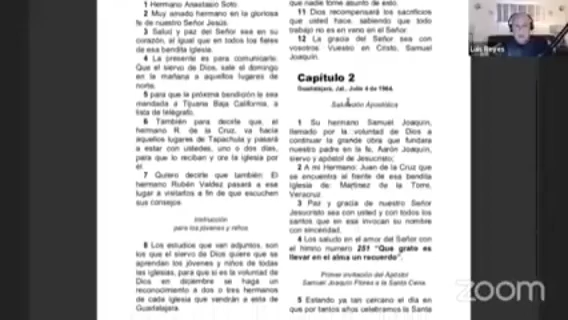 1 Hermano Anastasio Soto
2 Muy amado hermano en la gloriosa
fe de nuestro Señor Jesús.
3 Salud y paz del Señor sea en su
corazón, al igual que en todos los fieles
de esa bendita iglesia.
4 La presente es para comunicarle:
Que el siervo de Dios, sale el domingo
en la mañana a aquellos lugares de
norte,
5 para que la próxima bendición le sea
mandada a Tijuana Baja California, a
lista de telégrafo.
6 También para decirle que, el
hermano R. de la Cruz, va hacia
aquellos lugares de Tapachula y pasará
a estar con ustedes, uno o dos días,
para que lo reciban y ore la iglesia por
él.
7 Quiero decirle que también: El
hermano Rubén Valdez pasará a ese
lugar a visitarlos a fin de que escuchen
sus consejos.
Instrucción
para los jóvenes y niños.
8 Los estudios que van adjuntos, son
los que el siervo de Dios quiere que se
aprendan los jóvenes y niños de todas
las iglesias, para que si es la voluntad de
Dios en diciembre se haga un
reconocimiento a dos o tres hermanos
de cada iglesia que vendrán a esta de
Guadalajara.
que nadie tome asunto de esto.
11 Dios recompensará los sacrificios
que usted hace, sabiendo que todo
trabajo no es en vano en el Señor
12 La gracia del Señor sea con
vosotros. Vuestro en Cristo, Samuel
Joaquín.
Capítulo 2
Guadalajara, Jal., Julio 4 de 1964.
Salutación Apostólica
1 Su hermano Samuel Joaquín,
llamado por la voluntad de Dios a
continuar la grande obra que fundara
nuestro padre en la fe, Aarón Joaquín,
siervo y apóstol de Jesucristo;
2 A mi Hermano: Juan de la Cruz que
se encuentra al frente de esa bendita
iglesia de: Martínez de la Torre,
Veracruz.
3 Paz y gracia de nuestro Señor
Jesucristo sea con usted y con todos los
santos que en esa invocan su nombre
con sinceridad.
4 Los saludo en el amor del Señor con
el himno número 251 "Que grato es
llevar en el alma un recuerdo".
Primer invitación del Apóstol
Samuel Joaquín Flores a la Santa Cena.
5 Estando ya tan cercano el día en
que por tantos años celebramos la Santa
Luis Reyes
zoom